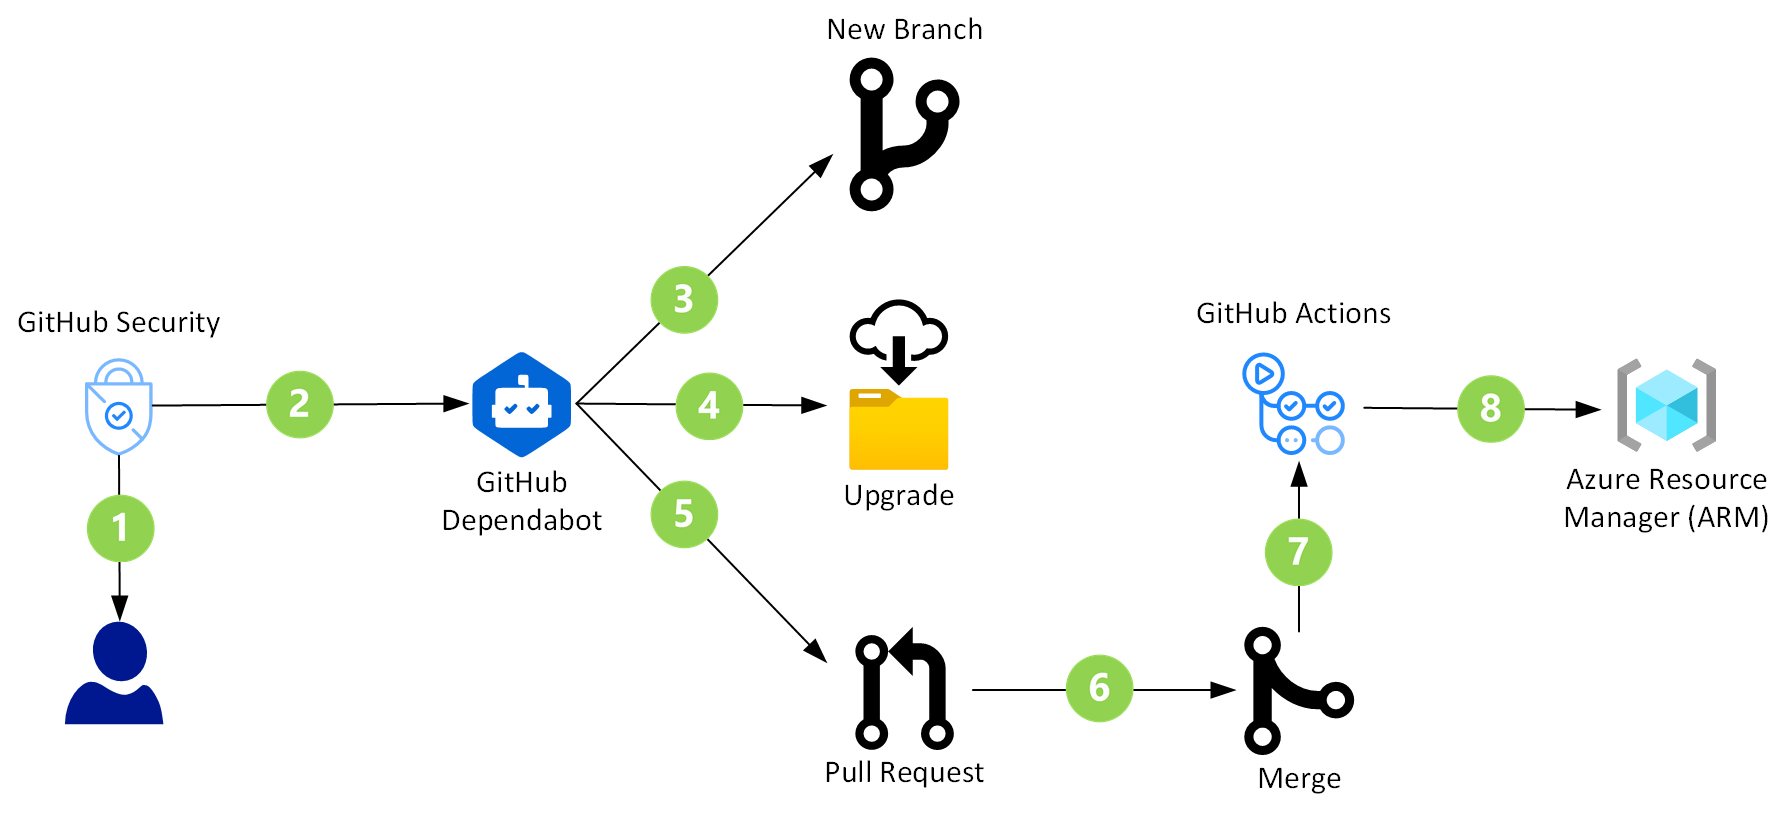 New Branch
GitHub Security
3
GitHub Actions
2
4
8
GitHub
Dependabot
Upgrade
Azure Resource
Manager (ARM)
1
5
7
6
Pull Request
Merge